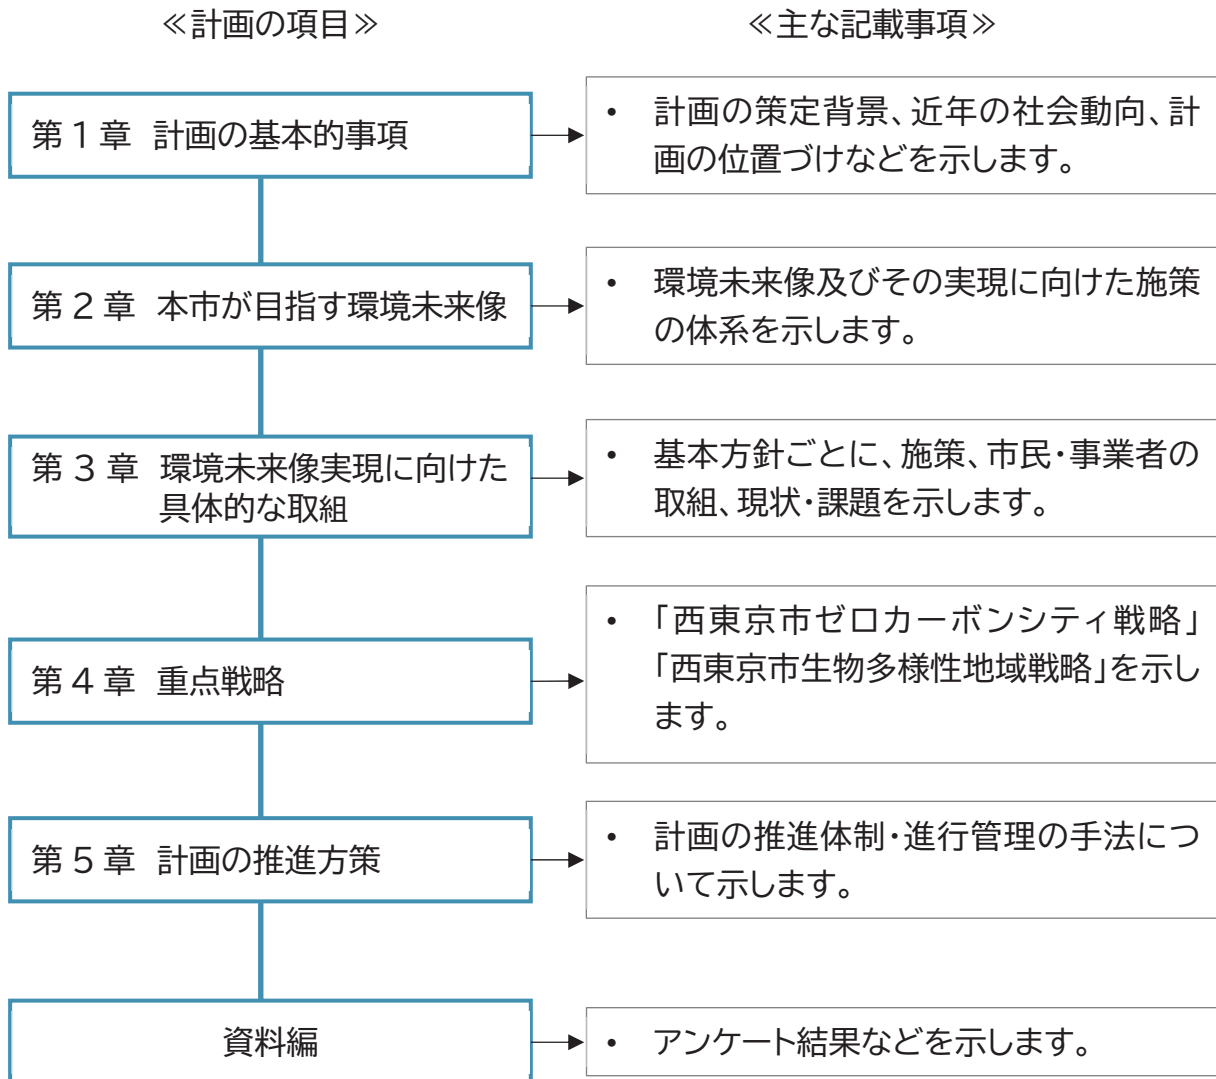 ≪計画の項目≫
≪主な記載事項≫
第1章 計画の基本的事項
• 計画の策定背景、近年の社会動向、計
画の位置づけなどを示します。
第2章 本市が目指す環境未来像
• 環境未来像及びその実現に向けた施策
の体系を示します。
第3章 環境未来像実現に向けた
具体的な取組
• 基本方針ごとに、施策、市民・事業者の
取組、現状・課題を示します。
第4章 重点戦略
• 「西東京市ゼロカーボンシティ戦略」
「西東京市生物多様性地域戦略」を示し
ます。
第5章 計画の推進方策
• 計画の推進体制・進行管理の手法につ
いて示します。
資料編
• アンケート結果などを示します。